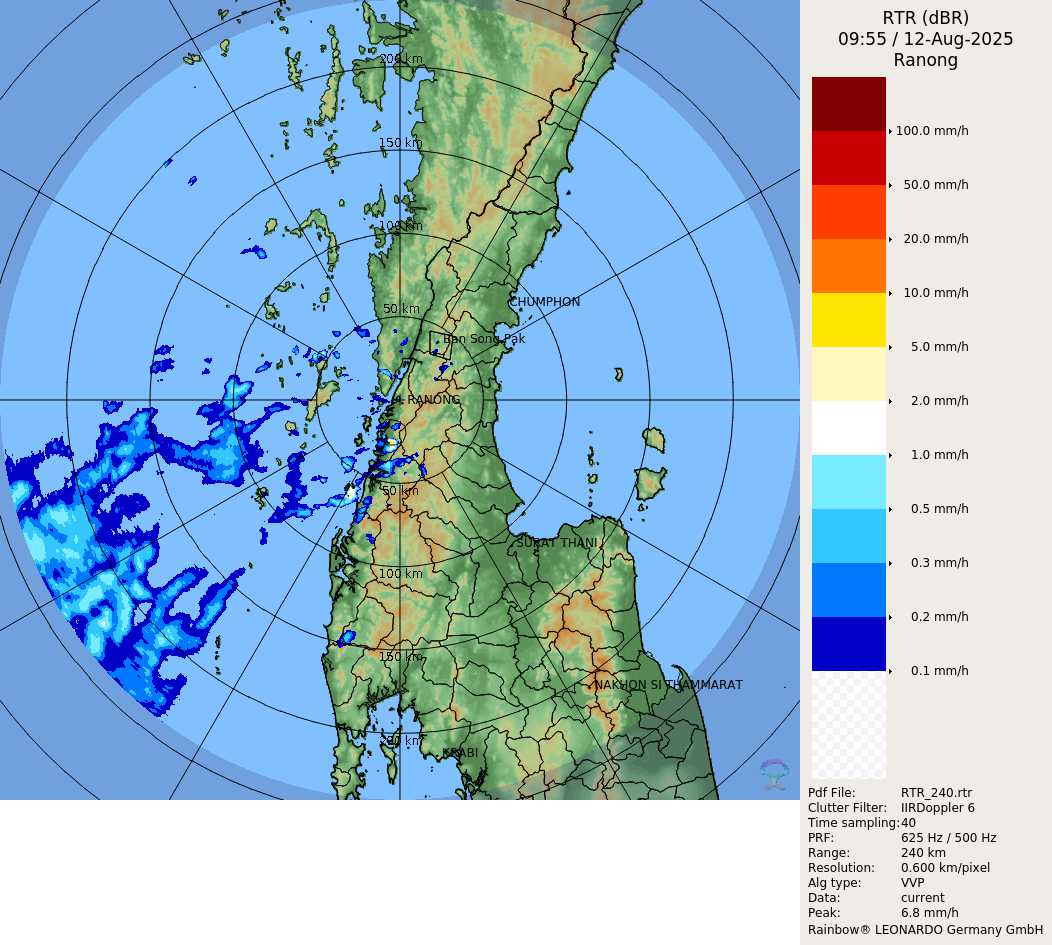 RTR (dBR)
09:55 / 12-Aug-2025
Ranong
200 km
150 km
100 km
50 km
CHUMPHON
Ban Song Pak
RANONG
50 km
SURAT THANI
100 km
150 km
NAKHON SI THAMMARAT
200 km
KRABI
100.0 mm/h
50.0 mm/h
20.0 mm/h
10.0 mm/h
5.0 mm/h
2.0 mm/h
1.0 mm/h
0.5 mm/h
0.3 mm/h
0.2 mm/h
0.1 mm/h
Pdf File: RTR_240.rtr
Clutter Filter: IIRDoppler 6
Time sampling: 40
PRF: 625 Hz / 500 Hz
Range: 240 km
Resolution: 0.600 km/pixel
Alg type: VVP
Data: current
Peak: 6.8 mm/h
Rainbow® LEONARDO Germany GmbH